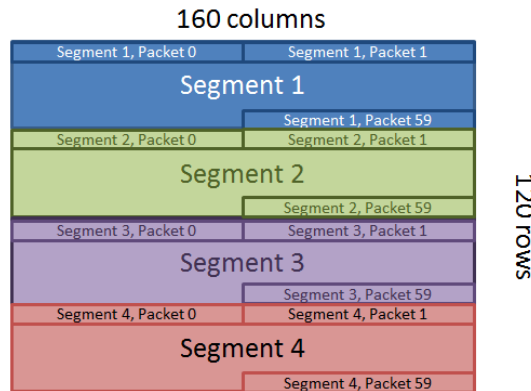 160 columns
Segment 1, Packet 0 Segment 1, Packet 1
Segment 1
Segment 1, Packet 59
Segment 2, Packet 0 Segment 2, Packet 1
Segment 2
Segment 2, Packet 59
120 rows
Segment 3, Packet 0 Segment 3, Packet 1
Segment 3
Segment 3, Packet 59
Segment 4, Packet 0 Segment 4, Packet 1
Segment 4
Segment 4, Packet 59